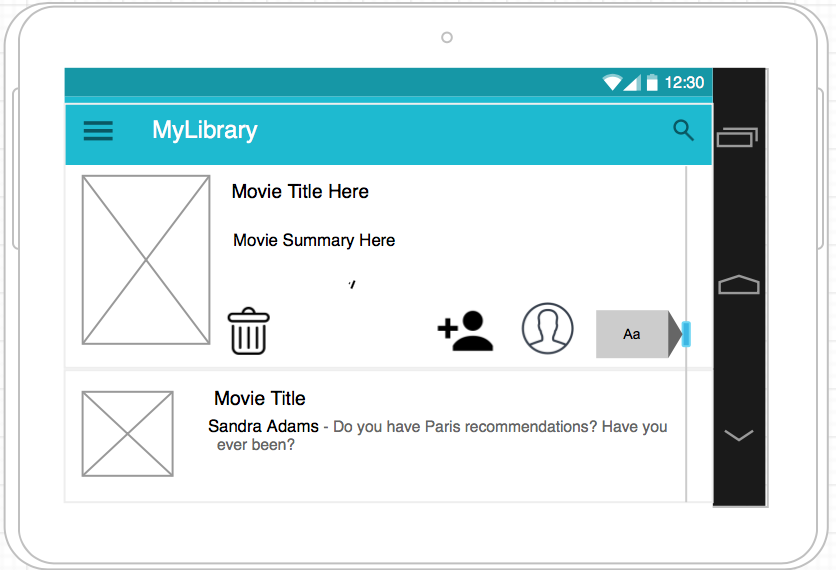 12:30
MyLibrary
Movie Title Here
Movie Summary Here
Aa
Movie Title
Sandra Adams - Do you have Paris recommendations? Have you
ever been?